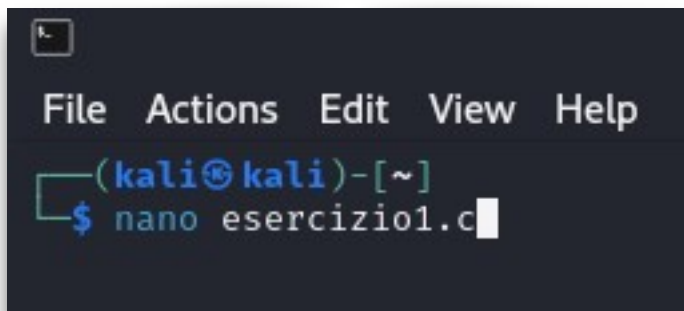 File Actions Edit View Help
(kali㉿kali)-[~]
$ nano esercizio1.c